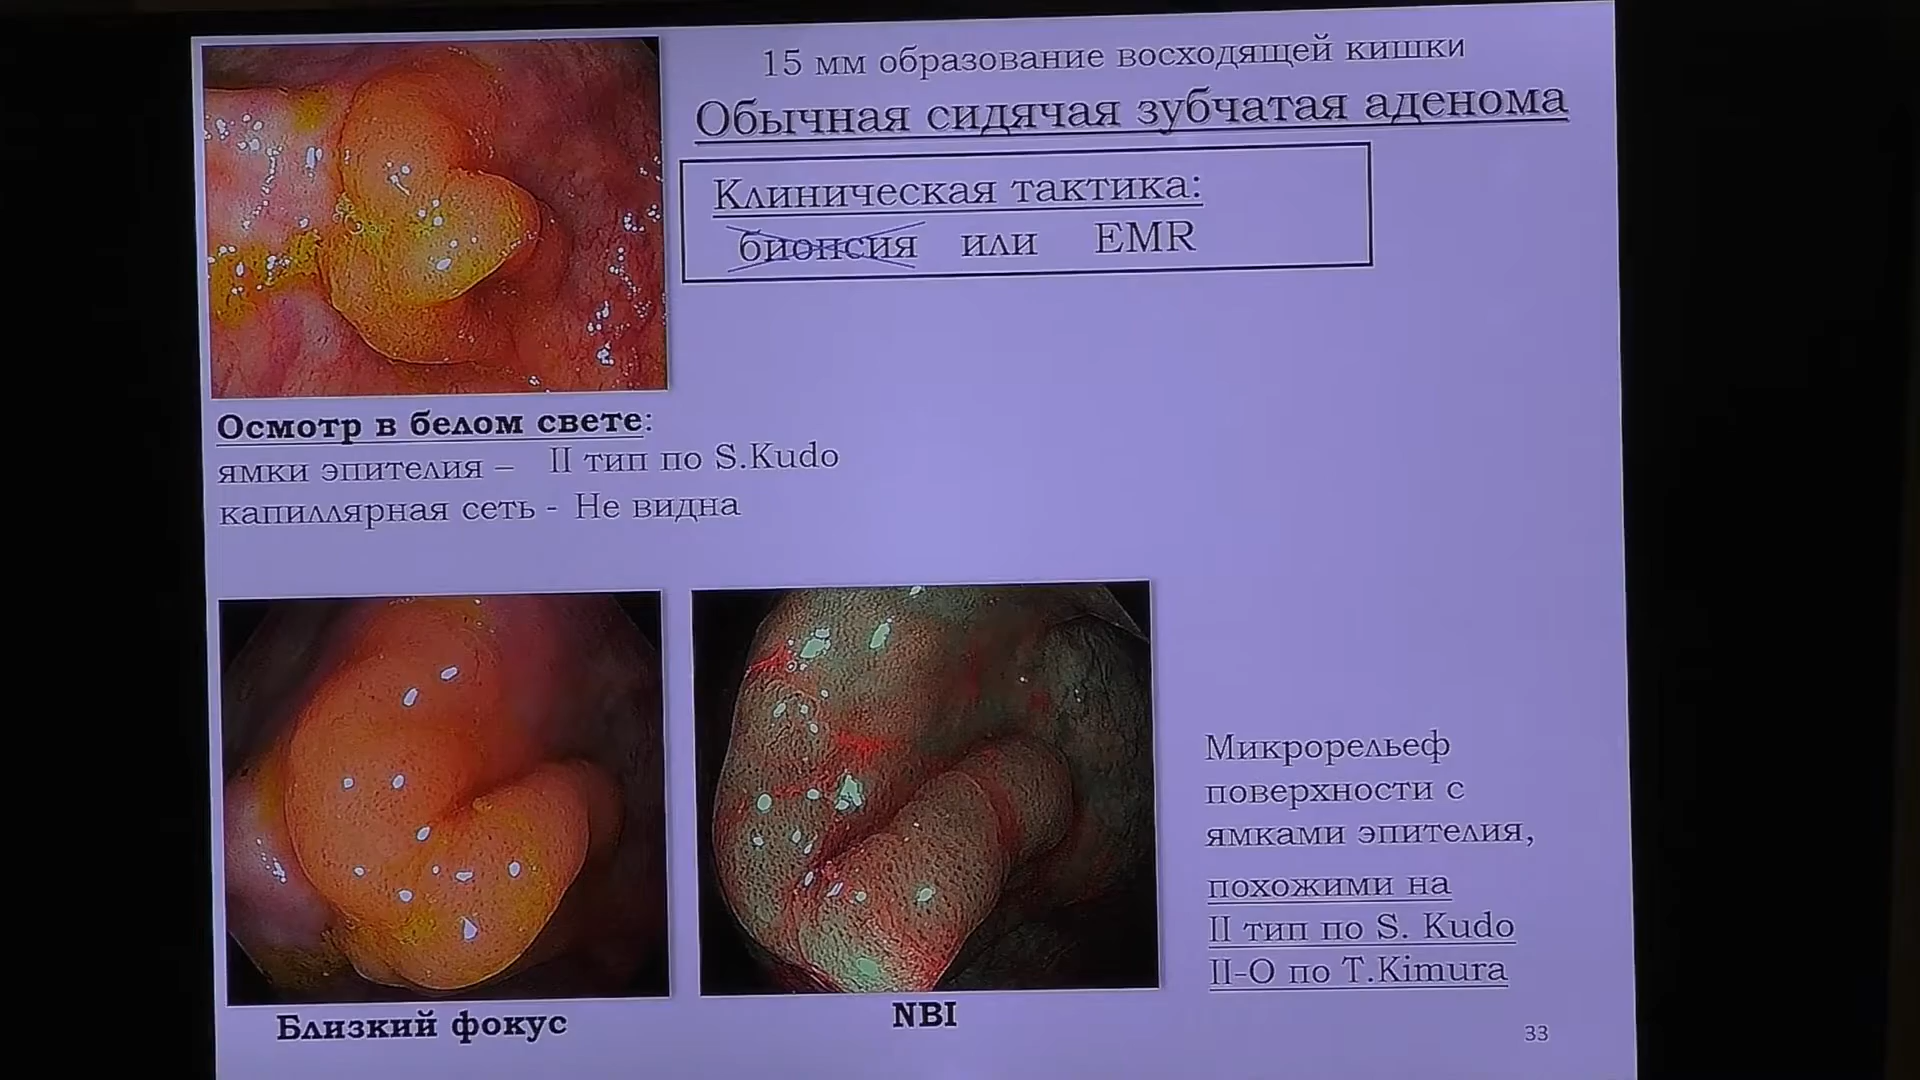 15 мм образование восходящей кишки
Обычная сидячая зубчатая аденома
Клиническая тактика:
биопсия или EMR
Осмотр в белом свете:
ямки эпителия – II тип по S.Kudo
капиллярная сеть - Не видна
Близкий фокус
NBI
Микрорельеф
поверхности с
ямками эпителия,
похожими на
II тип по S. Kudo
II-O по T.Kimura
33